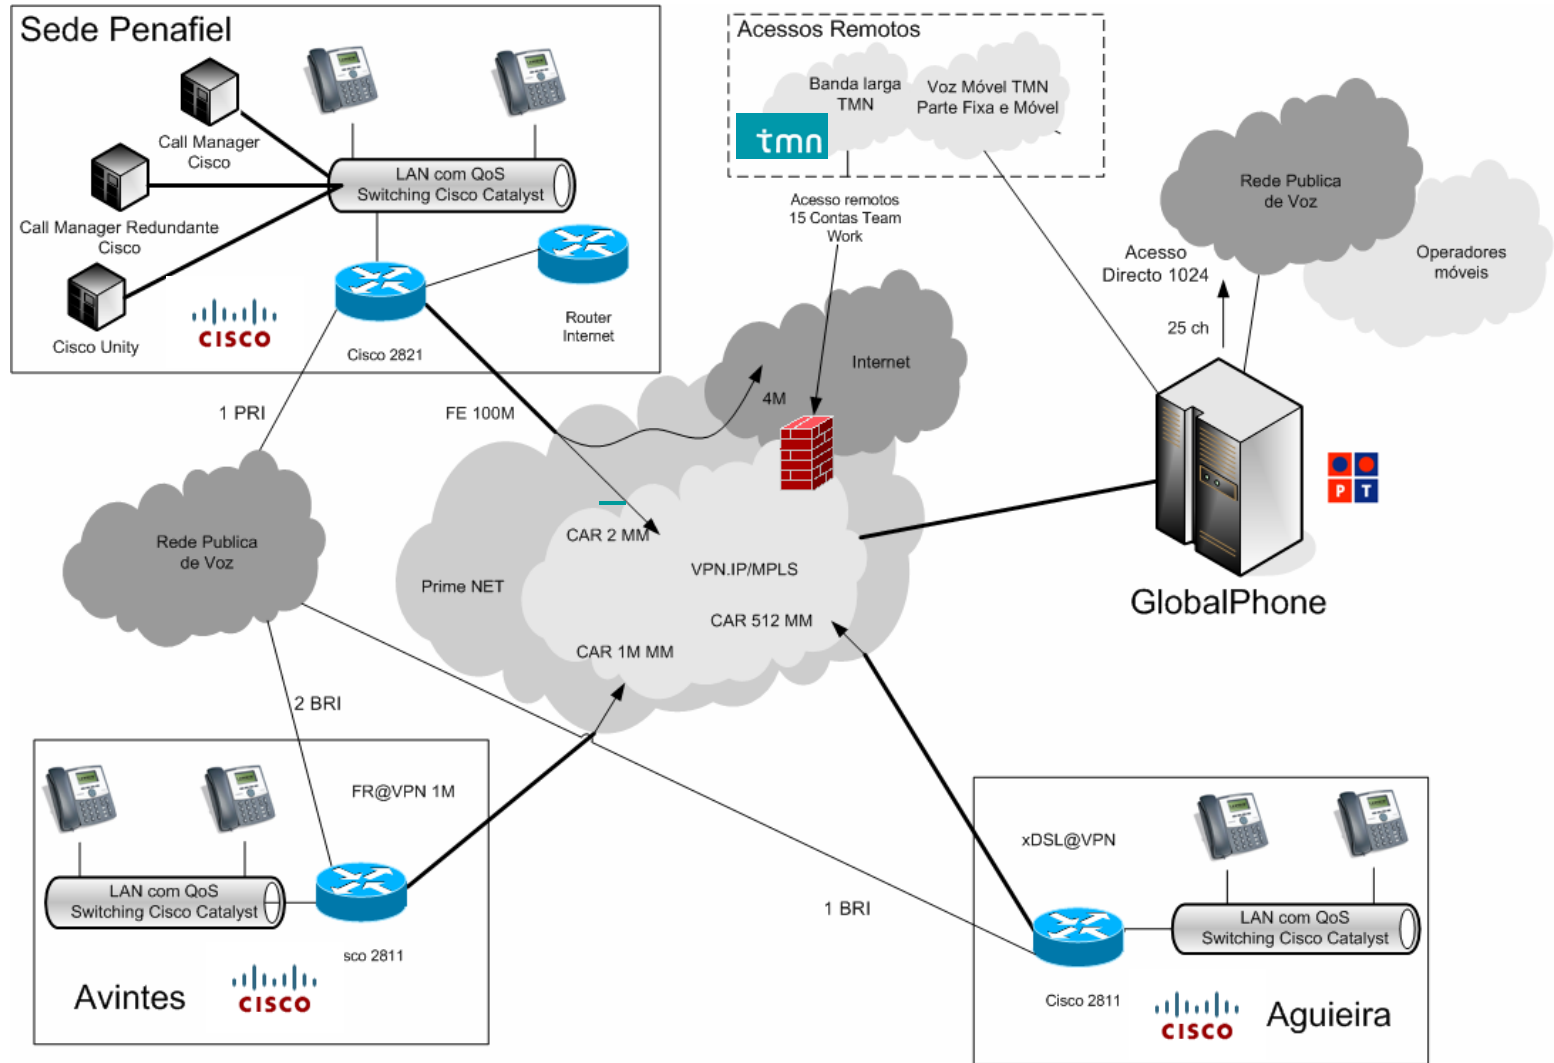 Sede Penafiel
Call Manager
Cisco
Call Manager Redundante
Cisco
Cisco Unity
CISCO
LAN com QoS
Switching Cisco Catalyst
Cisco 2821
Router
Internet
Acessos Remotos
Banda larga
TMN
Voz Móvel TMN
Parte Fixa e Móvel
tmn
Acesso remotos
15 Contas Team
Work
Rede Publica
de Voz
Operadores
móveis
Acesso
Directo 1024
25 ch
Internet
4M
1 PRI
FE 100M
Rede Publica
de Voz
Prime NET
CAR 2 MM
VPN.IP/MPLS
CAR 512 MM
CAR 1M MM
P T
GlobalPhone
2 BRI
1 BRI
FR@VPN 1M
LAN com QoS
Switching Cisco Catalyst
sco 2811
Avintes
CISCO
xDSL@VPN
LAN com QoS
Switching Cisco Catalyst
Cisco 2811
CISCO
Aguieira